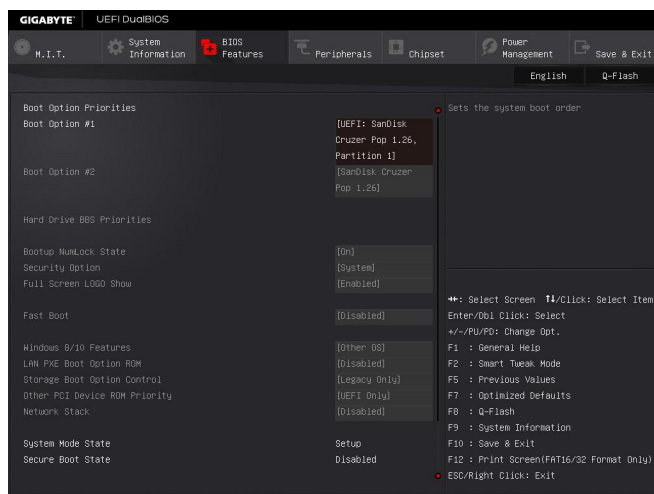 GIGABYTE™ UEFI DualBIOS
M.I.T.
System Information
BIOS Features
Peripherals
Chipset
Power Management
Save & Exit
English
Q-Flash
Boot Option Priorities
Boot Option #1 [UEFI: SanDisk
Cruzer Pop 1.26,
Partition 1]
Boot Option #2 [SanDisk Cruzer
Pop 1.26]
Hard Drive BBS Priorities
Bootup NumLock State [On]
Security Option [System]
Full Screen LOGO Show [Enabled]
Fast Boot [Disabled]
Windows 8/10 Features [Other OS]
LAN PXE Boot Option ROM [Disabled]
Storage Boot Option Control [Legacy Only]
Other PCI Device ROM Priority [UEFI Only]
Network Stack [Disabled]
System Mode State Setup
Secure Boot State Disabled
Sets the system boot order
→←: Select Screen ↑↓/Click: Select Item
Enter/Dbl Click: Select
+/-/PU/PD: Change Opt.
F1 : General Help
F2 : Smart Tweak Mode
F5 : Previous Values
F7 : Optimized Defaults
F8 : Q-Flash
F9 : System Information
F10 : Save & Exit
F12 : Print Screen(FAT16/32 Format Only)
ESC/Right Click: Exit